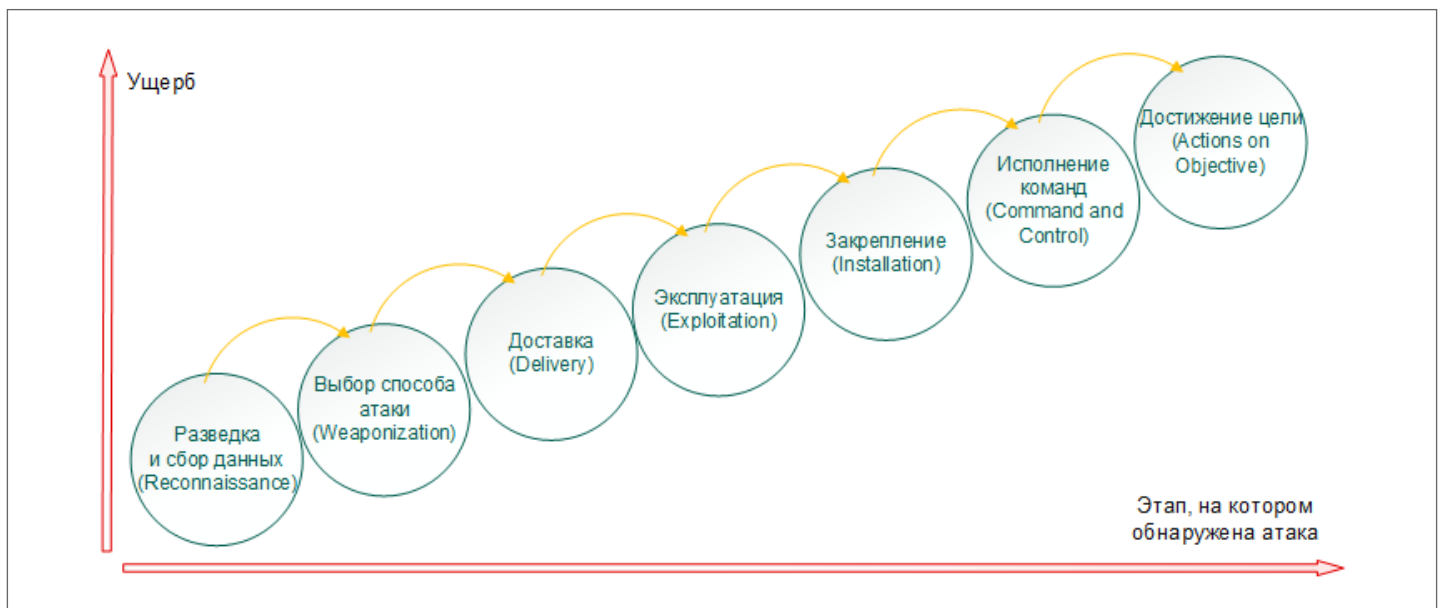 Ущерб
Разведка
и сбор данных
(Reconnaissance)
Выбор способа
атаки
(Weaponization)
Доставка
(Delivery)
Эксплуатация
(Exploitation)
Закрепление
(Installation)
Исполнение
команд
(Command and
Control)
Достижение цели
(Actions on
Objective)
Этап, на котором
обнаружена атака